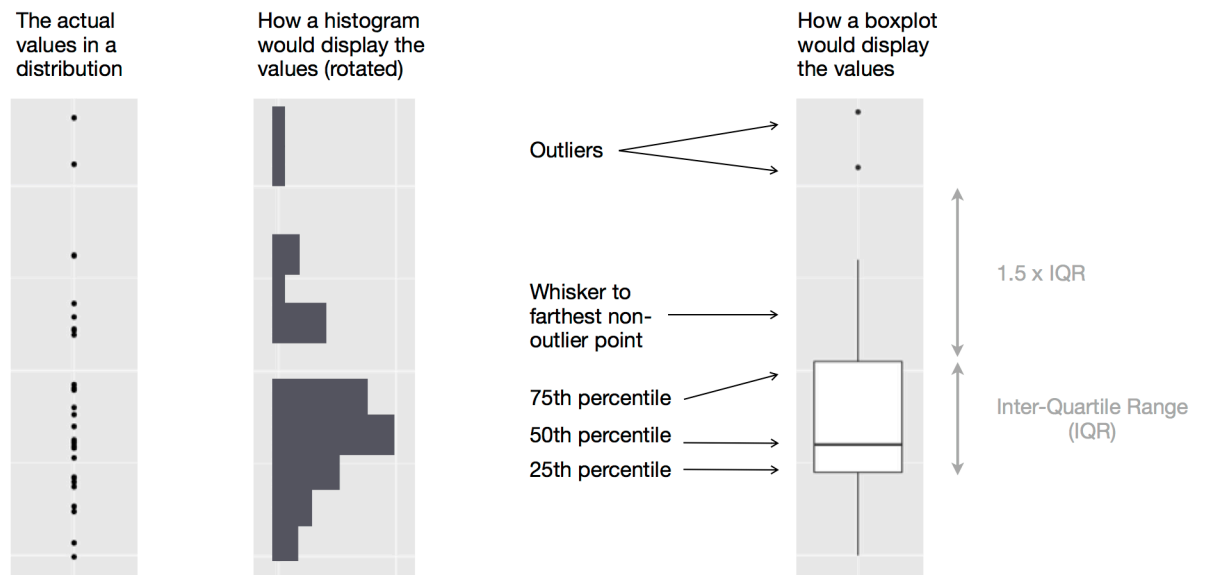 The actual
values in a
distribution
How a histogram
would display the
values (rotated)
How a boxplot
would display
the values
Outliers
1.5 x IQR
Whisker to
farthest non-
outlier point
75th percentile
50th percentile
25th percentile
Inter-Quartile Range
(IQR)